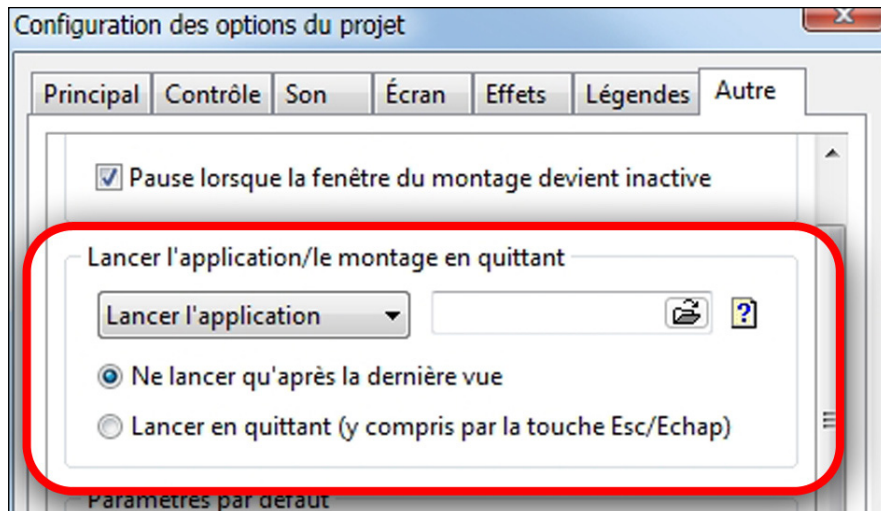 Configuration des options du projet
Principal Contrôle Son Écran Effets Légendes Autre
Pause lorsque la fenêtre du montage devient inactive
Lancer l'application/le montage en quittant
Lancer l'application
Ne lancer qu'après la dernière vue
Lancer en quittant (y compris par la touche Esc/Echap)
Paramètres par défaut